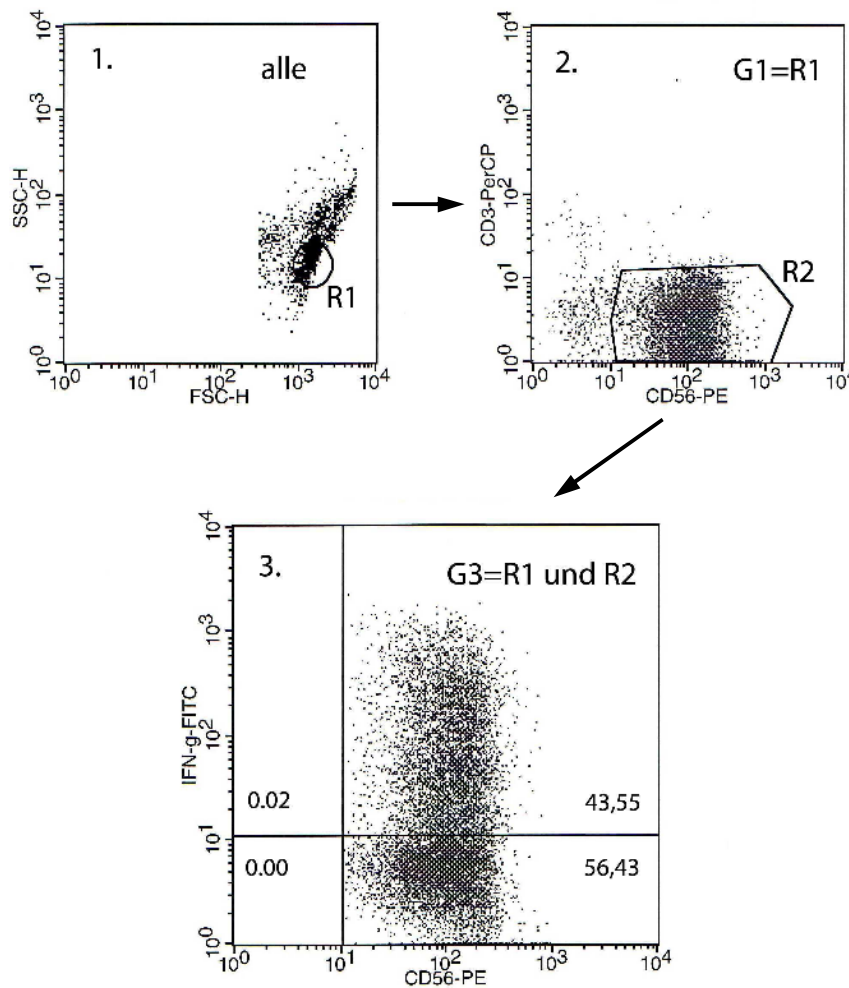 1.
alle
10^4
10^3
10^2
10^1
10^0
SSC-H
R1
10^0 10^1 10^2 10^3 10^4
FSC-H
2.
G1=R1
10^4
10^3
10^2
10^1
10^0
CD3-PerCP
R2
10^0 10^1 10^2 10^3 10^4
CD56-PE
3.
G3=R1 und R2
10^4
10^3
10^2
10^1
10^0
IFN-g-FITC
0.02 43,55
0.00 56,43
10^0 10^1 10^2 10^3 10^4
CD56-PE